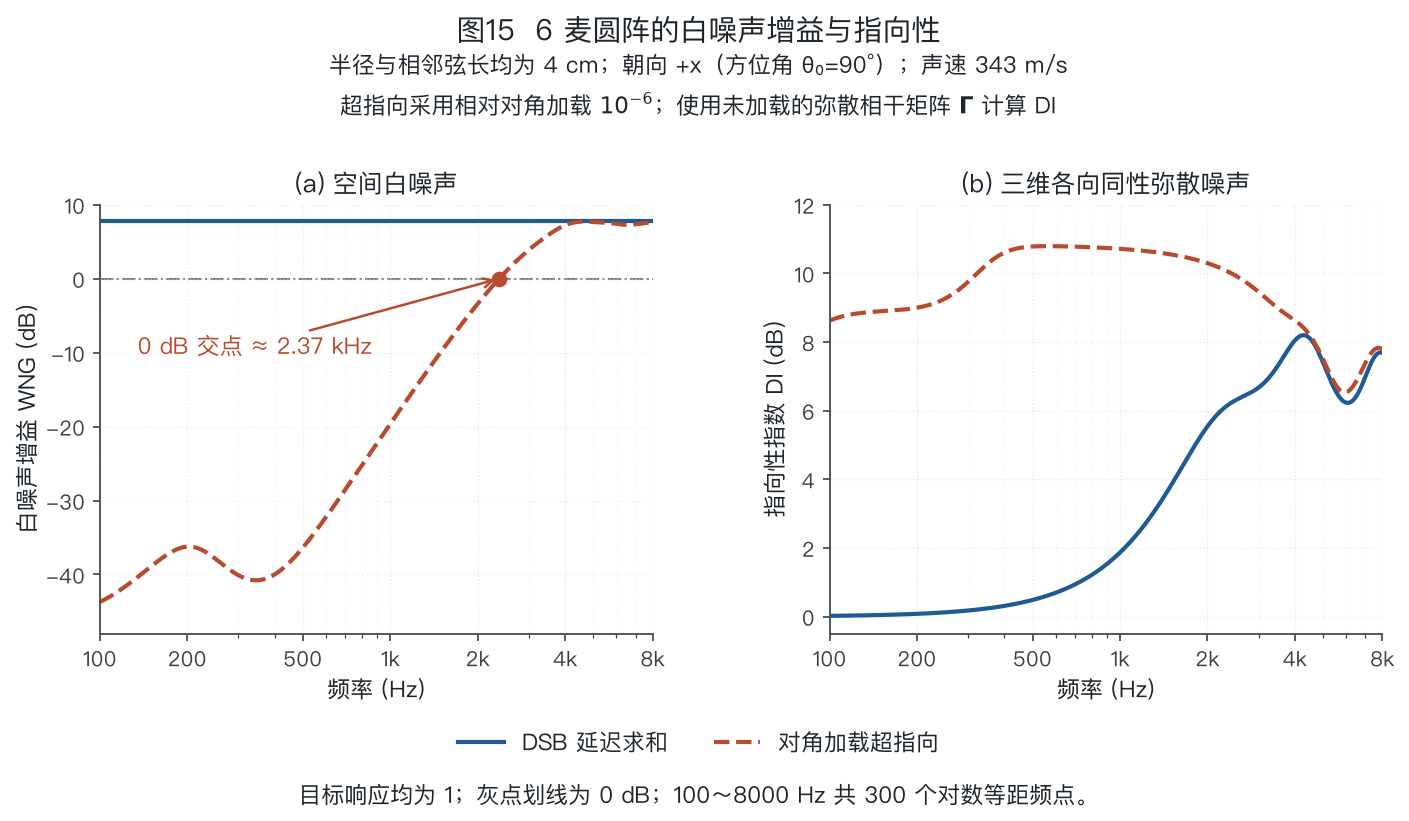 图15 6 麦圆阵的白噪声增益与指向性
半径与相邻弦长均为 4 cm；朝向 +x（方位角 θ₀=90°）；声速 343 m/s
超指向采用相对对角加载 10⁻⁶；使用未加载的弥散相干矩阵 Γ 计算 DI
(a) 空间白噪声
白噪声增益 WNG (dB)
10
0
−10
−20
−30
−40
0 dB 交点 ≈ 2.37 kHz
100 200 500 1k 2k 4k 8k
频率 (Hz)
(b) 三维各向同性弥散噪声
指向性指数 DI (dB)
12
10
8
6
4
2
0
100 200 500 1k 2k 4k 8k
频率 (Hz)
DSB 延迟求和 对角加载超指向
目标响应均为 1；灰点划线为 0 dB；100～8000 Hz 共 300 个对数等距频点。